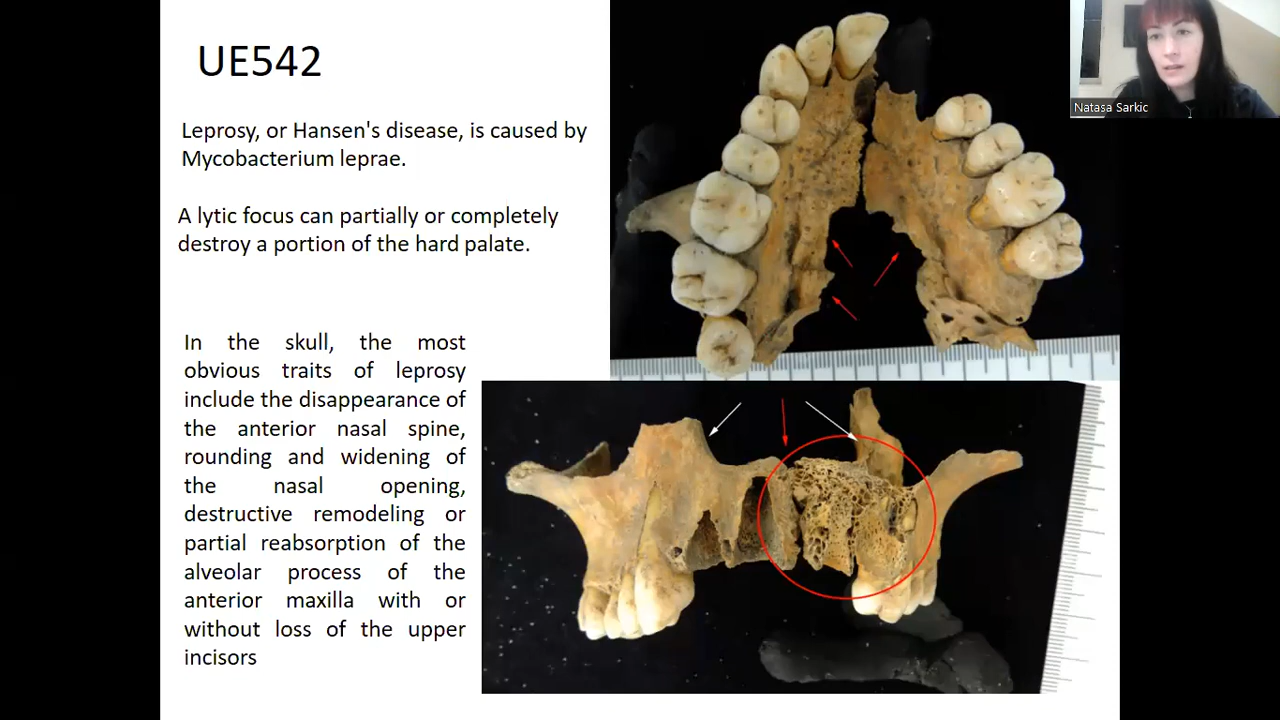 UE542
Leprosy, or Hansen's disease, is caused by
Mycobacterium leprae.
A lytic focus can partially or completely
destroy a portion of the hard palate.
In the skull, the most
obvious traits of leprosy
include the disappearance of
the anterior nasal spine,
rounding and widening of
the nasal opening,
destructive remodeling or
partial reabsorption of the
alveolar process of the
anterior maxilla with or
without loss of the upper
incisors
Natasa Sarkic